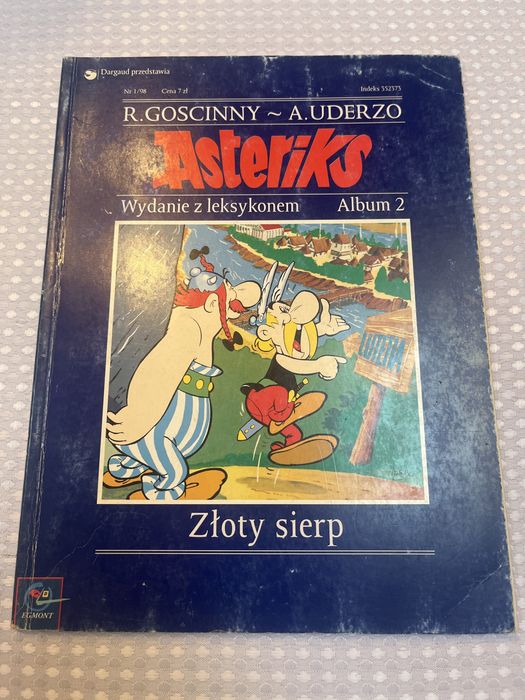 Dargaud przedstawia
Nr 1/98 Cena 7 zł Indeks 352373
R.GOSCINNY ~ A.UDERZO
Asteriks
Wydanie z leksykonem Album 2
LUTETIA
Złoty sierp
EGMONT